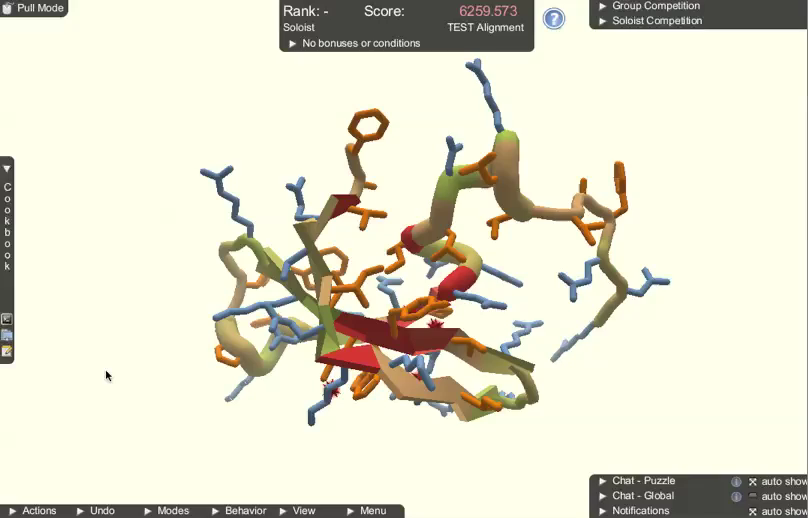 Pull Mode
Rank: - Score: 6259.573
Soloist TEST Alignment
No bonuses or conditions
?
Group Competition
Soloist Competition
Cookbook
Chat - Puzzle auto show
Chat - Global auto show
Notifications auto show
Actions Undo Modes Behavior View Menu